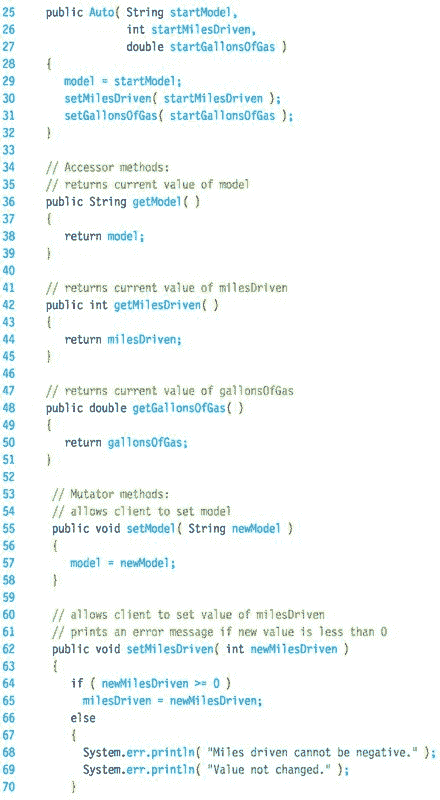 25 public Auto( String startModel,
26 int startMilesDriven,
27 double startGallonsOfGas )
28 {
29 model = startModel;
30 setMilesDriven( startMilesDriven );
31 setGallonsOfGas( startGallonsOfGas );
32 }
33
34 // Accessor methods:
35 // returns current value of model
36 public String getModel( )
37 {
38 return model;
39 }
40
41 // returns current value of milesDriven
42 public int getMilesDriven( )
43 {
44 return milesDriven;
45 }
46
47 // returns current value of gallonsOfGas
48 public double getGallonsOfGas( )
49 {
50 return gallonsOfGas;
51 }
52
53 // Mutator methods:
54 // allows client to set model
55 public void setModel( String newModel )
56 {
57 model = newModel;
58 }
59
60 // allows client to set value of milesDriven
61 // prints an error message if new value is less than 0
62 public void setMilesDriven( int newMilesDriven )
63 {
64 if ( newMilesDriven >= 0 )
65 milesDriven = newMilesDriven;
66 else
67 {
68 System.err.println( "Miles driven cannot be negative." );
69 System.err.println( "Value not changed." );
70 }